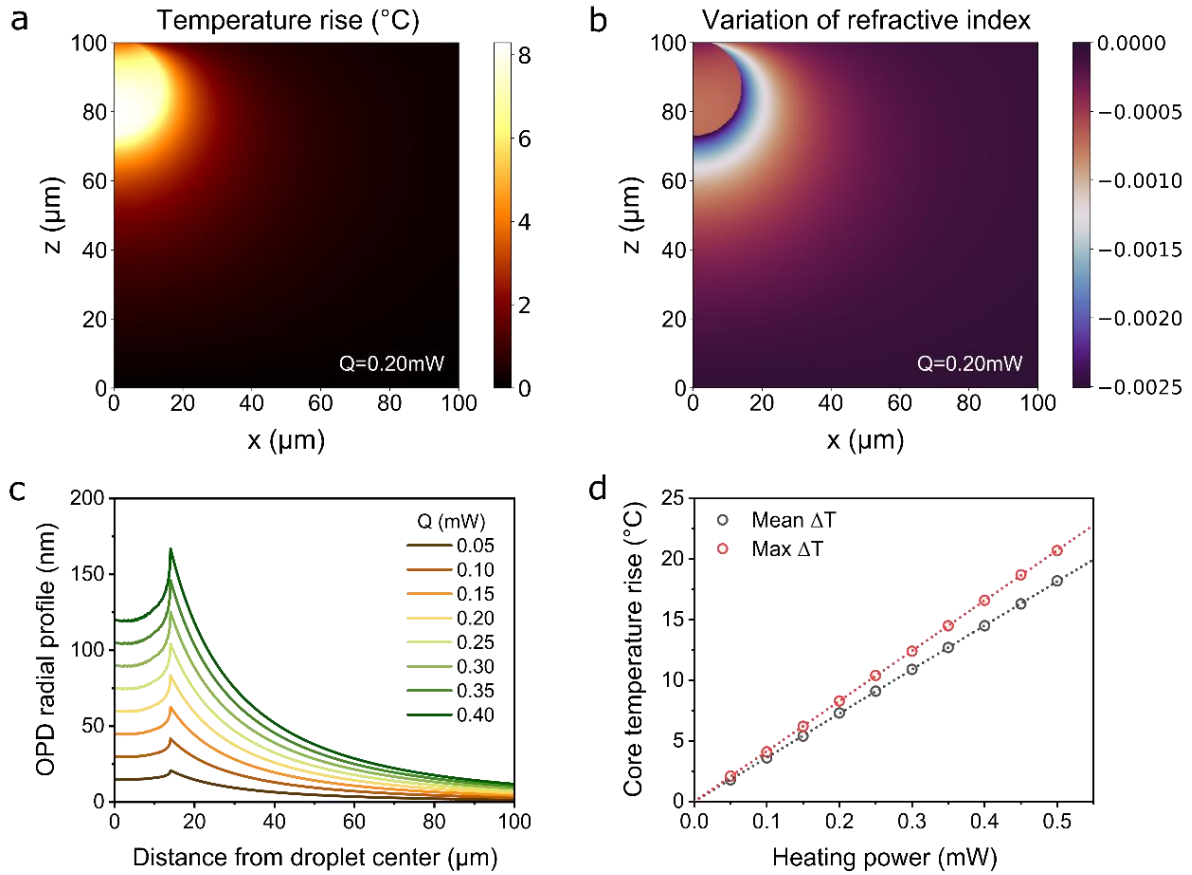 a
Temperature rise (°C)
100
80
60
40
20
0
z (µm)
0 20 40 60 80 100
x (µm)
8
6
4
2
0
Q=0.20mW
b
Variation of refractive index
100
80
60
40
20
0
z (µm)
0 20 40 60 80 100
x (µm)
0.0000
−0.0005
−0.0010
−0.0015
−0.0020
−0.0025
Q=0.20mW
c
200
150
100
50
0
OPD radial profile (nm)
0 20 40 60 80 100
Distance from droplet center (µm)
Q (mW)
0.05
0.10
0.15
0.20
0.25
0.30
0.35
0.40
d
25
20
15
10
5
0
Core temperature rise (°C)
0.0 0.1 0.2 0.3 0.4 0.5
Heating power (mW)
Mean ΔT
Max ΔT